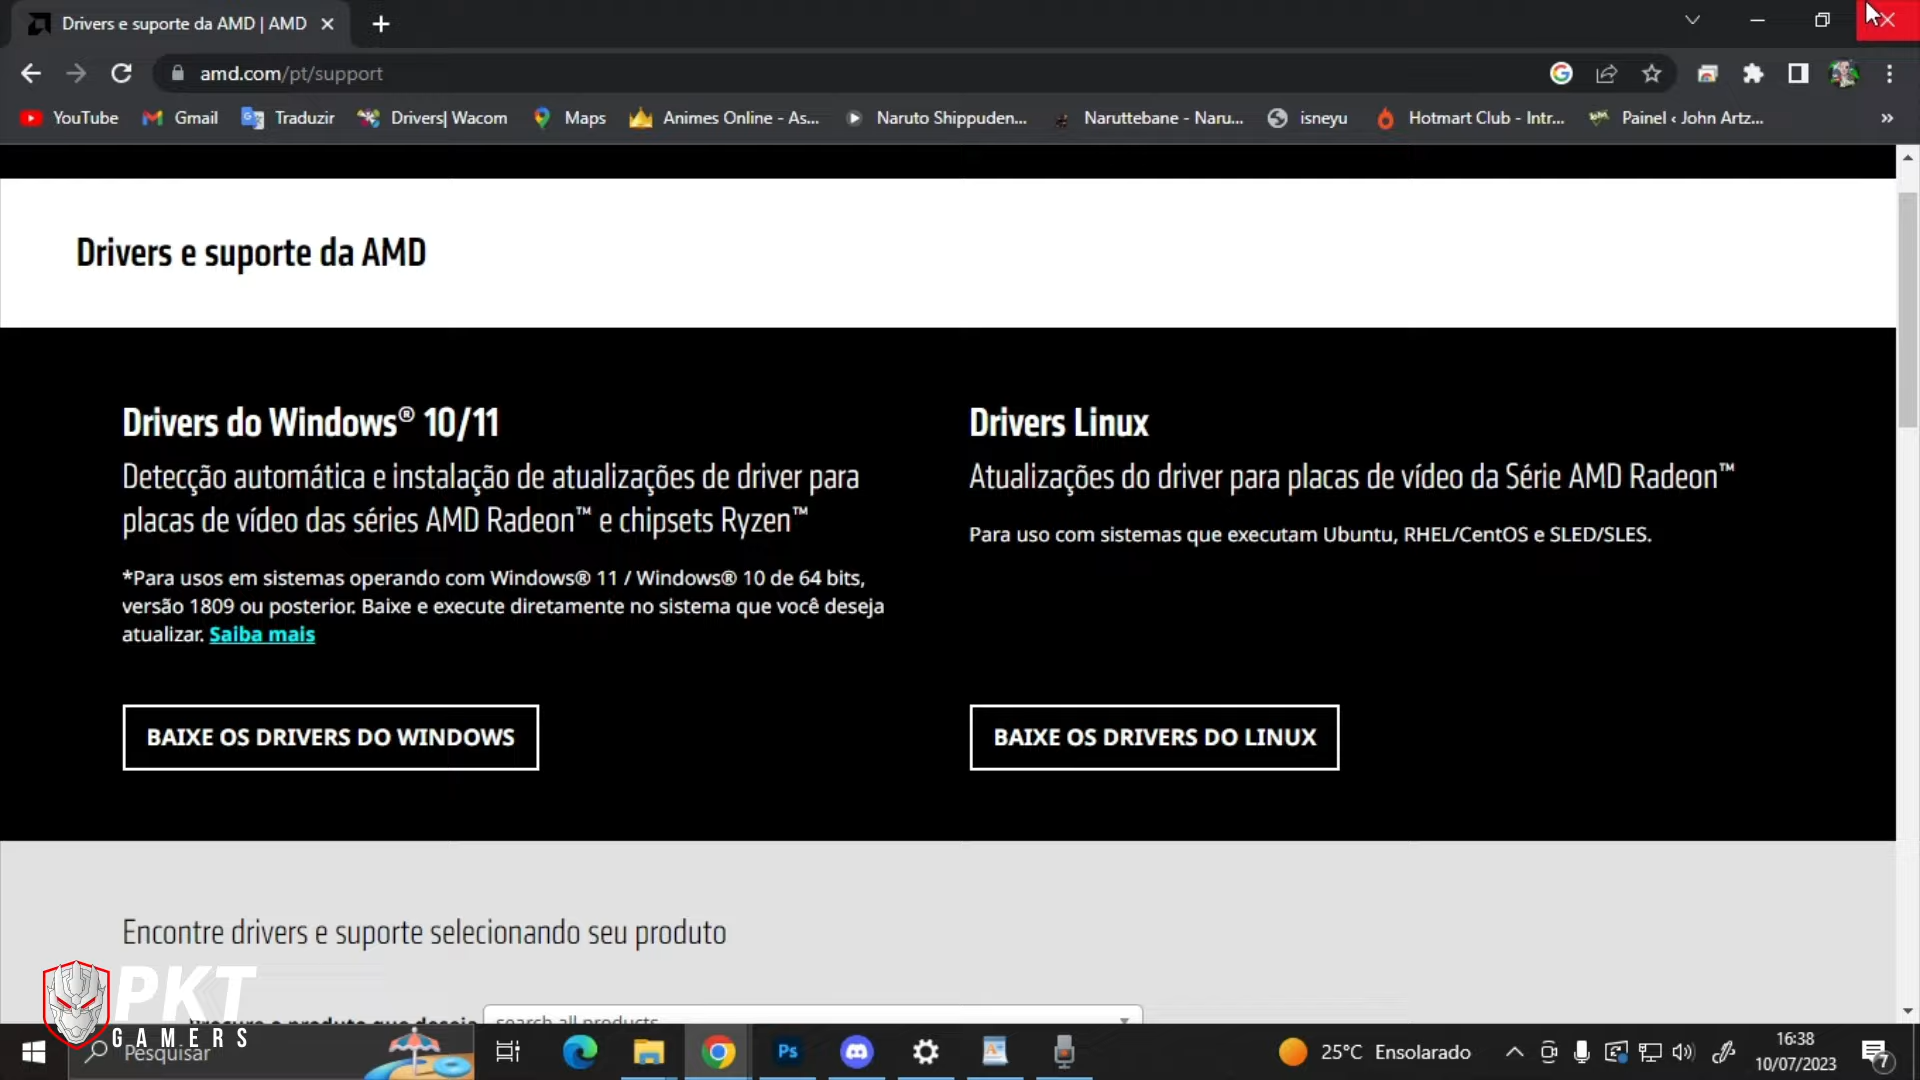 Drivers e suporte da AMD | AMD
amd.com/pt/support
YouTube
Gmail
Traduzir
Drivers| Wacom
Maps
Animes Online - As...
Naruto Shippuden...
Naruttebane - Naru...
isneyu
Hotmart Club - Intr...
Painel ‹ John Artz...
»
Drivers e suporte da AMD
Drivers do Windows® 10/11
Detecção automática e instalação de atualizações de driver para
placas de vídeo das séries AMD Radeon™ e chipsets Ryzen™
*Para usos em sistemas operando com Windows® 11 / Windows® 10 de 64 bits,
versão 1809 ou posterior. Baixe e execute diretamente no sistema que você deseja
atualizar. Saiba mais
BAIXE OS DRIVERS DO WINDOWS
Drivers Linux
Atualizações do driver para placas de vídeo da Série AMD Radeon™
Para uso com sistemas que executam Ubuntu, RHEL/CentOS e SLED/SLES.
BAIXE OS DRIVERS DO LINUX
Encontre drivers e suporte selecionando seu produto
search all products
PKT
GAMERS
Pesquisar
Ps
25°C Ensolarado
16:38
10/07/2023
7